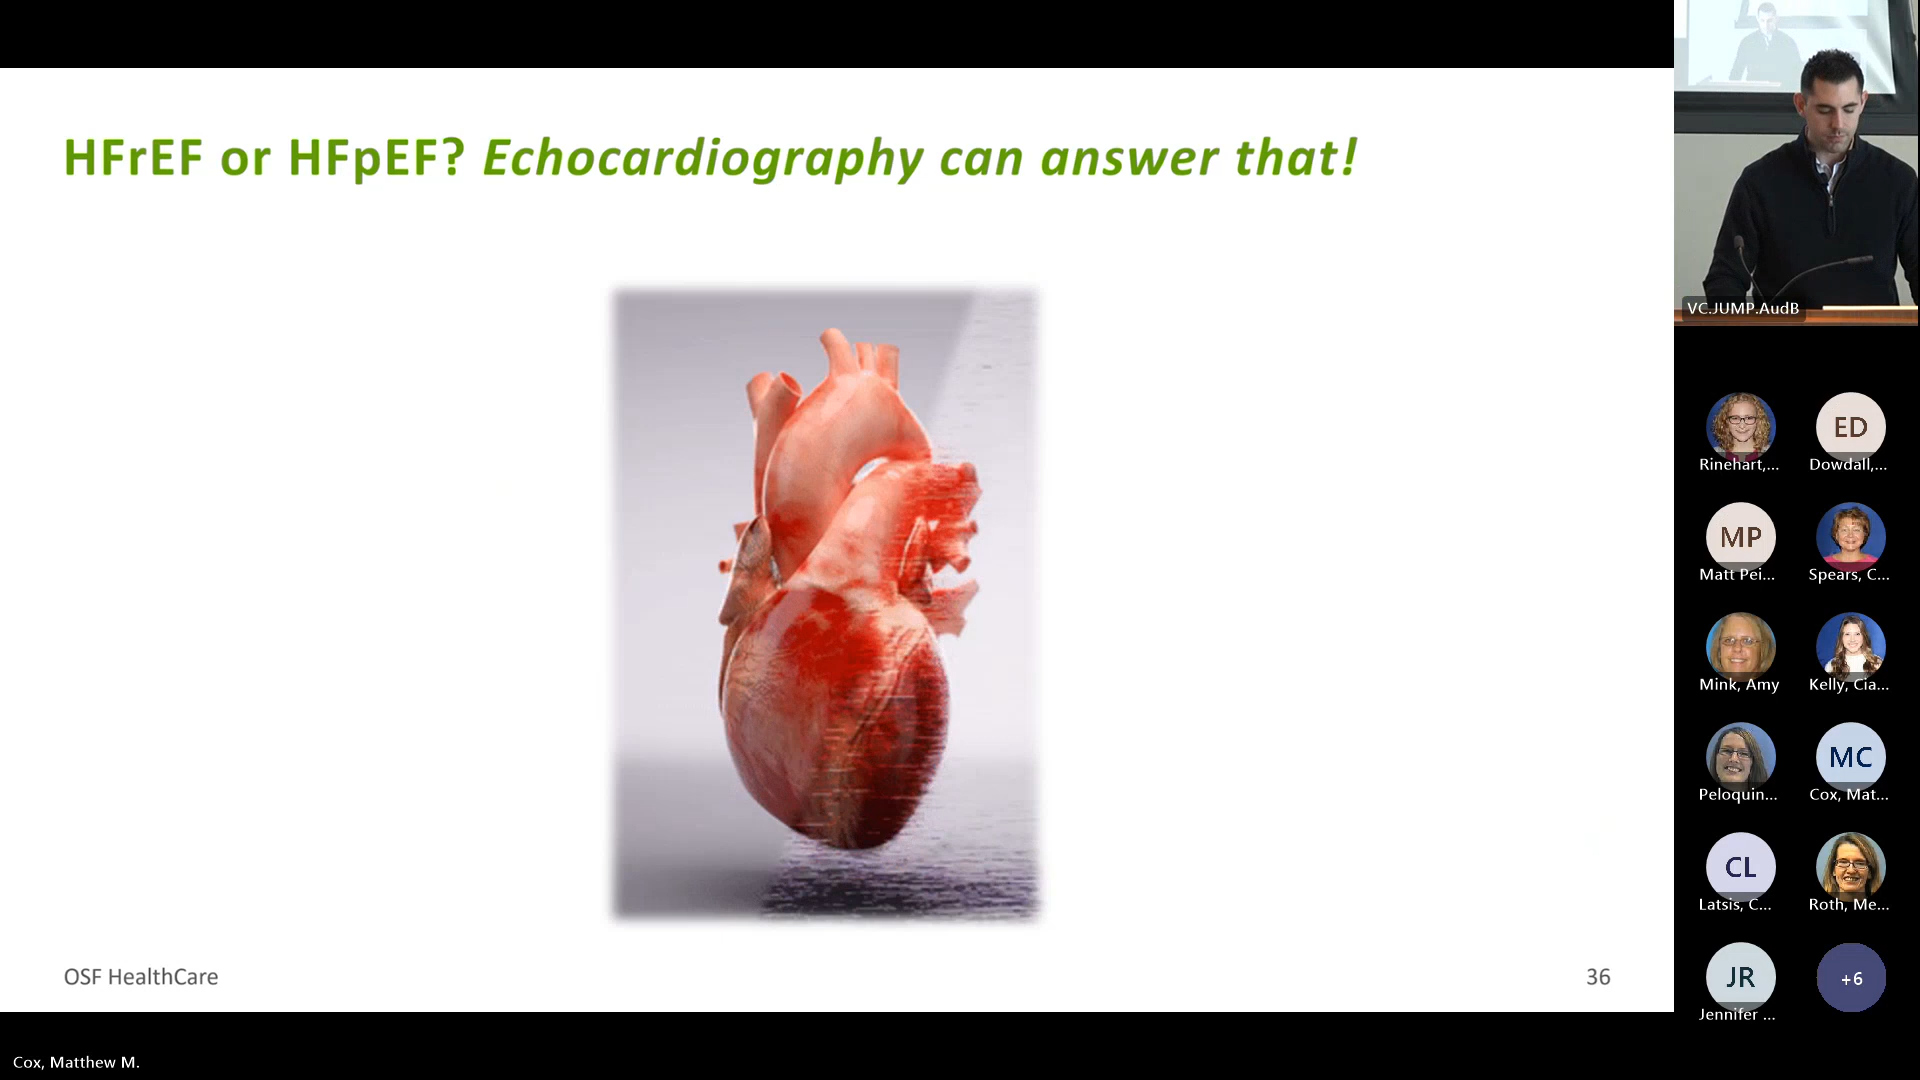 HFrEF or HFpEF? Echocardiography can answer that!
OSF HealthCare
36
VC.JUMP.AudB
Rinehart,...
ED
Dowdall,...
MP
Matt Pei...
Spears, C...
Mink, Amy
Kelly, Cia...
Peloquin...
MC
Cox, Mat...
CL
Latsis, C...
Roth, Me...
JR
Jennifer ...
+6
Cox, Matthew M.